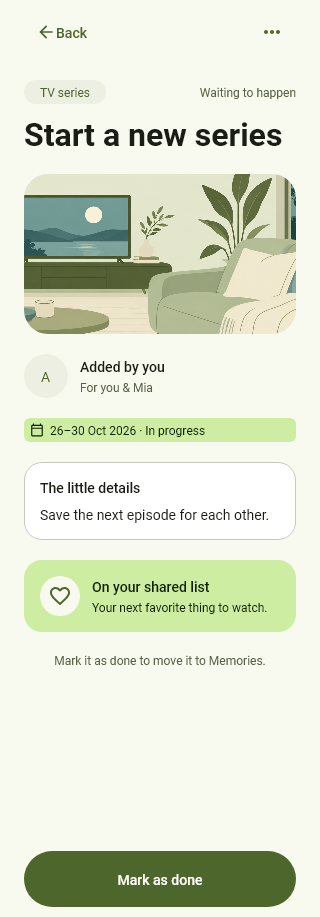 Back
TV series
Waiting to happen
Start a new series
A
Added by you
For you & Mia
26–30 Oct 2026 · In progress
The little details
Save the next episode for each other.
On your shared list
Your next favorite thing to watch.
Mark it as done to move it to Memories.
Mark as done